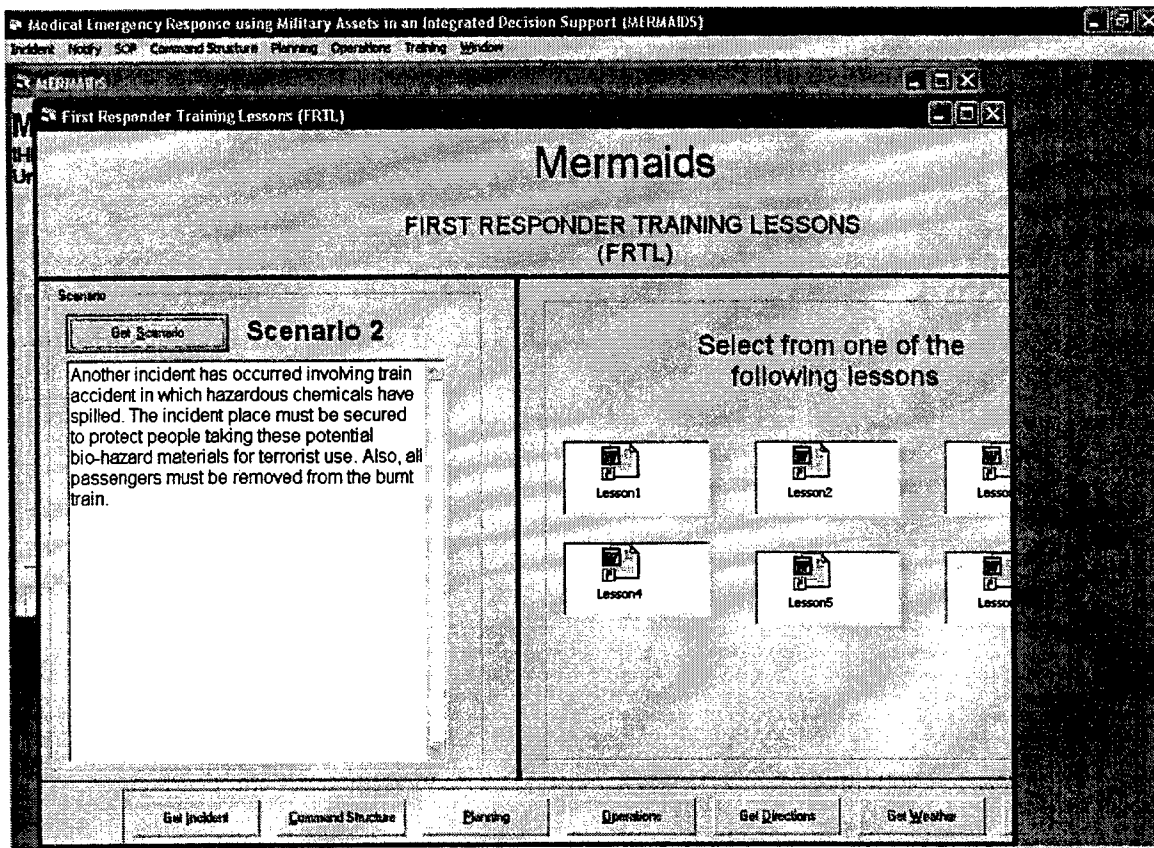 Medical Emergency Response using Military Assets in an Integrated Decision Support (MERMAIDS)
Incident Notify SOP Command Structure Planning Operations Training Window
MERMAIDS
First Responder Training Lessons (FRTL)
Mermaids
FIRST RESPONDER TRAINING LESSONS
(FRTL)
Scenario
Get Scenario
Scenario 2
Another incident has occurred involving train
accident in which hazardous chemicals have
spilled. The incident place must be secured
to protect people taking these potential
bio-hazard materials for terrorist use. Also, all
passengers must be removed from the burnt
train.
Select from one of the
following lessons
Lesson1
Lesson2
Lesso
Lesson4
Lesson5
Lesso
Get Incident
Command Structure
Planning
Operations
Get Directions
Get Weather